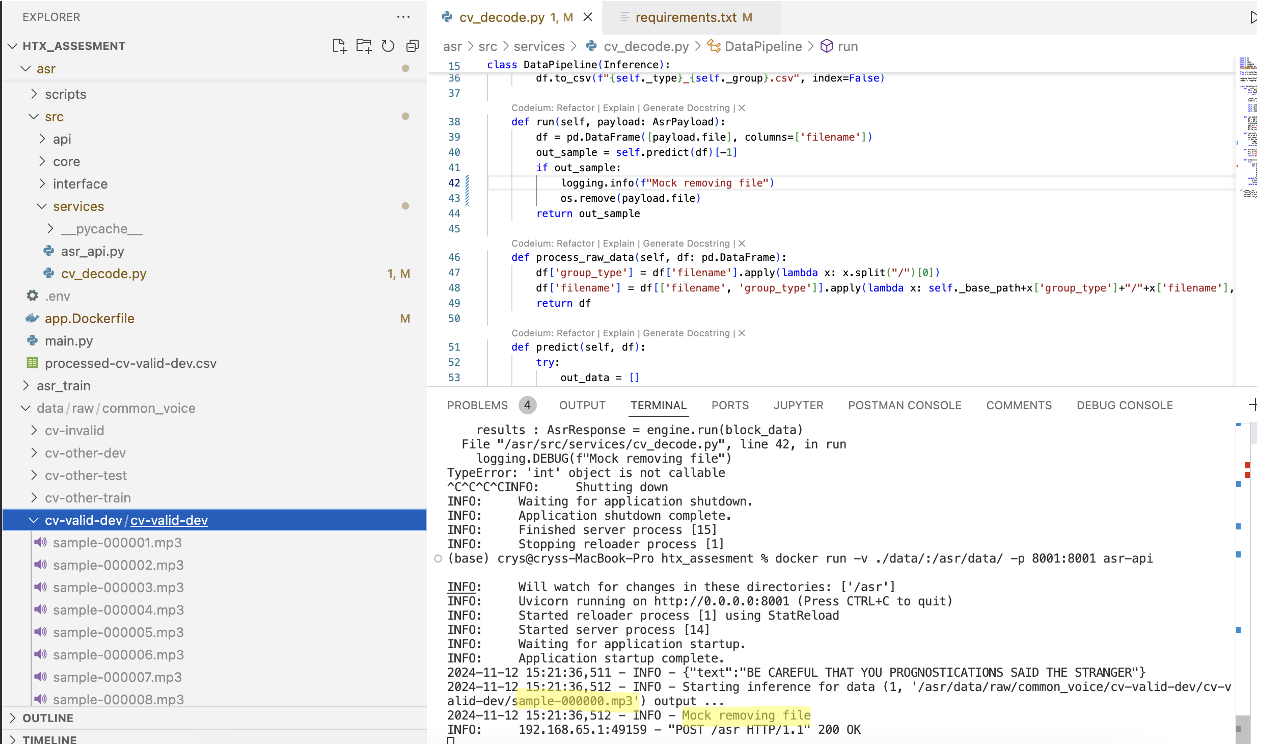 EXPLORER
HTX_ASSESMENT
asr
scripts
src
api
core
interface
services
__pycache__
asr_api.py
cv_decode.py 1, M
.env
app.Dockerfile M
main.py
processed-cv-valid-dev.csv
asr_train
data/raw/common_voice
cv-invalid
cv-other-dev
cv-other-test
cv-other-train
cv-valid-dev/cv-valid-dev
sample-000001.mp3
sample-000002.mp3
sample-000003.mp3
sample-000004.mp3
sample-000005.mp3
sample-000006.mp3
sample-000007.mp3
sample-000008.mp3
OUTLINE
TIMELINE
cv_decode.py 1, M
requirements.txt M
asr > src > services > cv_decode.py > DataPipeline > run
15 class DataPipeline(Inference):
36 df.to_csv(f"{self._type}_{self._group}.csv", index=False)
37
Codeium: Refactor | Explain | Generate Docstring | X
38 def run(self, payload: AsrPayload):
39 df = pd.DataFrame([payload.file], columns=['filename'])
40 out_sample = self.predict(df)[-1]
41 if out_sample:
42 logging.info(f"Mock removing file")
43 os.remove(payload.file)
44 return out_sample
45
Codeium: Refactor | Explain | Generate Docstring | X
46 def process_raw_data(self, df: pd.DataFrame):
47 df['group_type'] = df['filename'].apply(lambda x: x.split("/")[0])
48 df['filename'] = df[['filename', 'group_type']].apply(lambda x: self._base_path+x['group_type']+"/"+x['filename'],
49 return df
50
Codeium: Refactor | Explain | Generate Docstring | X
51 def predict(self, df):
52 try:
53 out_data = []
PROBLEMS 4 OUTPUT TERMINAL PORTS JUPYTER POSTMAN CONSOLE COMMENTS DEBUG CONSOLE
results : AsrResponse = engine.run(block_data)
File "/asr/src/services/cv_decode.py", line 42, in run
logging.DEBUG(f"Mock removing file")
TypeError: 'int' object is not callable
^C^C^C^CINFO: Shutting down
INFO: Waiting for application shutdown.
INFO: Application shutdown complete.
INFO: Finished server process [15]
INFO: Stopping reloader process [1]
(base) crys@cryss-MacBook-Pro htx_assesment % docker run -v ./data/:/asr/data/ -p 8001:8001 asr-api
INFO: Will watch for changes in these directories: ['/asr']
INFO: Uvicorn running on http://0.0.0.0:8001 (Press CTRL+C to quit)
INFO: Started reloader process [1] using StatReload
INFO: Started server process [14]
INFO: Waiting for application startup.
INFO: Application startup complete.
2024-11-12 15:21:36,511 - INFO - {"text":"BE CAREFUL THAT YOU PROGNOSTICATIONS SAID THE STRANGER"}
2024-11-12 15:21:36,512 - INFO - Starting inference for data (1, '/asr/data/raw/common_voice/cv-valid-dev/cv-v
alid-dev/sample-000000.mp3') output ...
2024-11-12 15:21:36,512 - INFO - Mock removing file
INFO: 192.168.65.1:49159 - "POST /asr HTTP/1.1" 200 OK